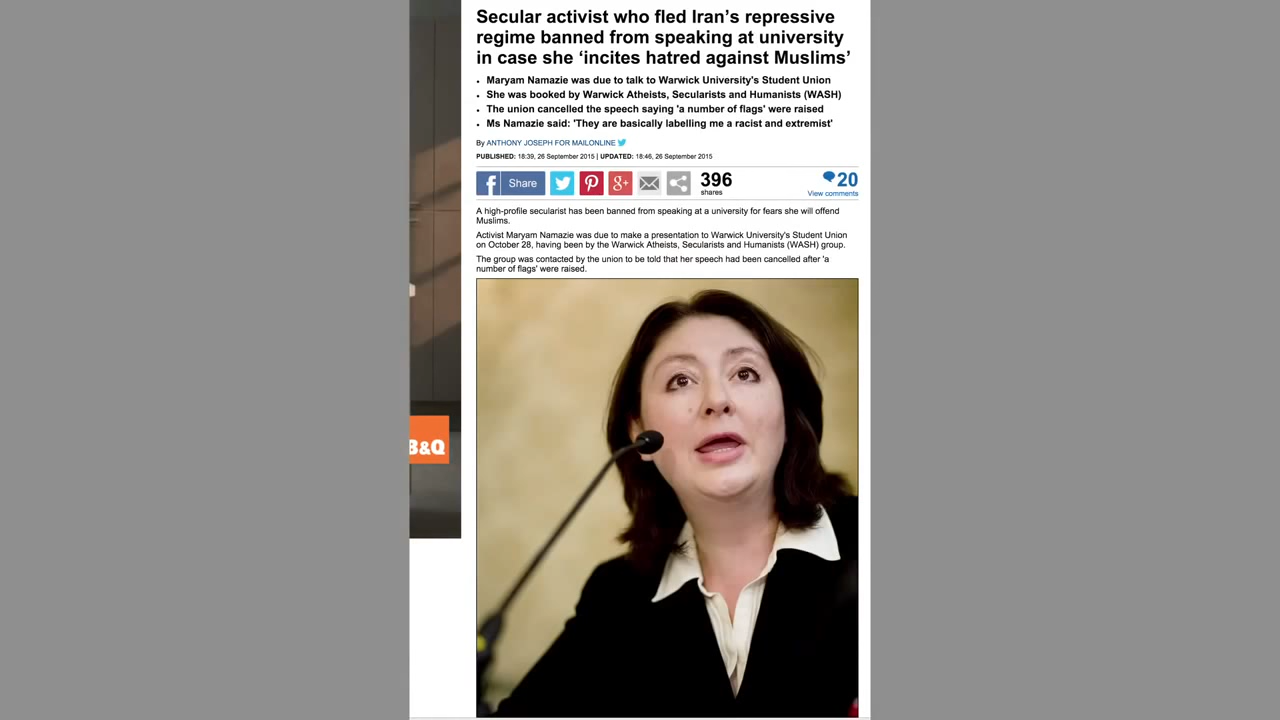 Secular activist who fled Iran’s repressive
regime banned from speaking at university
in case she ‘incites hatred against Muslims’
• Maryam Namazie was due to talk to Warwick University's Student Union
• She was booked by Warwick Atheists, Secularists and Humanists (WASH)
• The union cancelled the speech saying 'a number of flags' were raised
• Ms Namazie said: 'They are basically labelling me a racist and extremist'
By ANTHONY JOSEPH FOR MAILONLINE
PUBLISHED: 18:39, 26 September 2015 | UPDATED: 18:46, 26 September 2015
Share
396
shares
20
View comments
A high-profile secularist has been banned from speaking at a university for fears she will offend
Muslims.
Activist Maryam Namazie was due to make a presentation to Warwick University's Student Union
on October 28, having been by the Warwick Atheists, Secularists and Humanists (WASH) group.
The group was contacted by the union to be told that her speech had been cancelled after 'a
number of flags' were raised.
B&Q